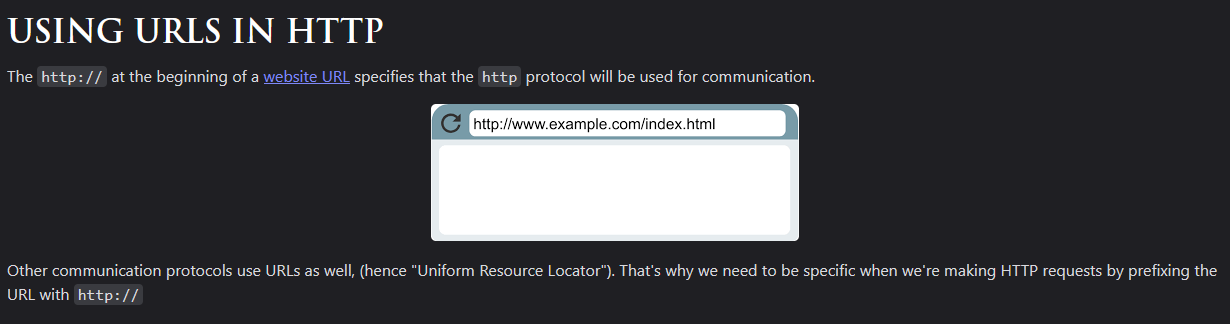 USING URLS IN HTTP
The http:// at the beginning of a website URL specifies that the http protocol will be used for communication.
http://www.example.com/index.html
Other communication protocols use URLs as well, (hence "Uniform Resource Locator"). That's why we need to be specific when we're making HTTP requests by prefixing the
URL with http://